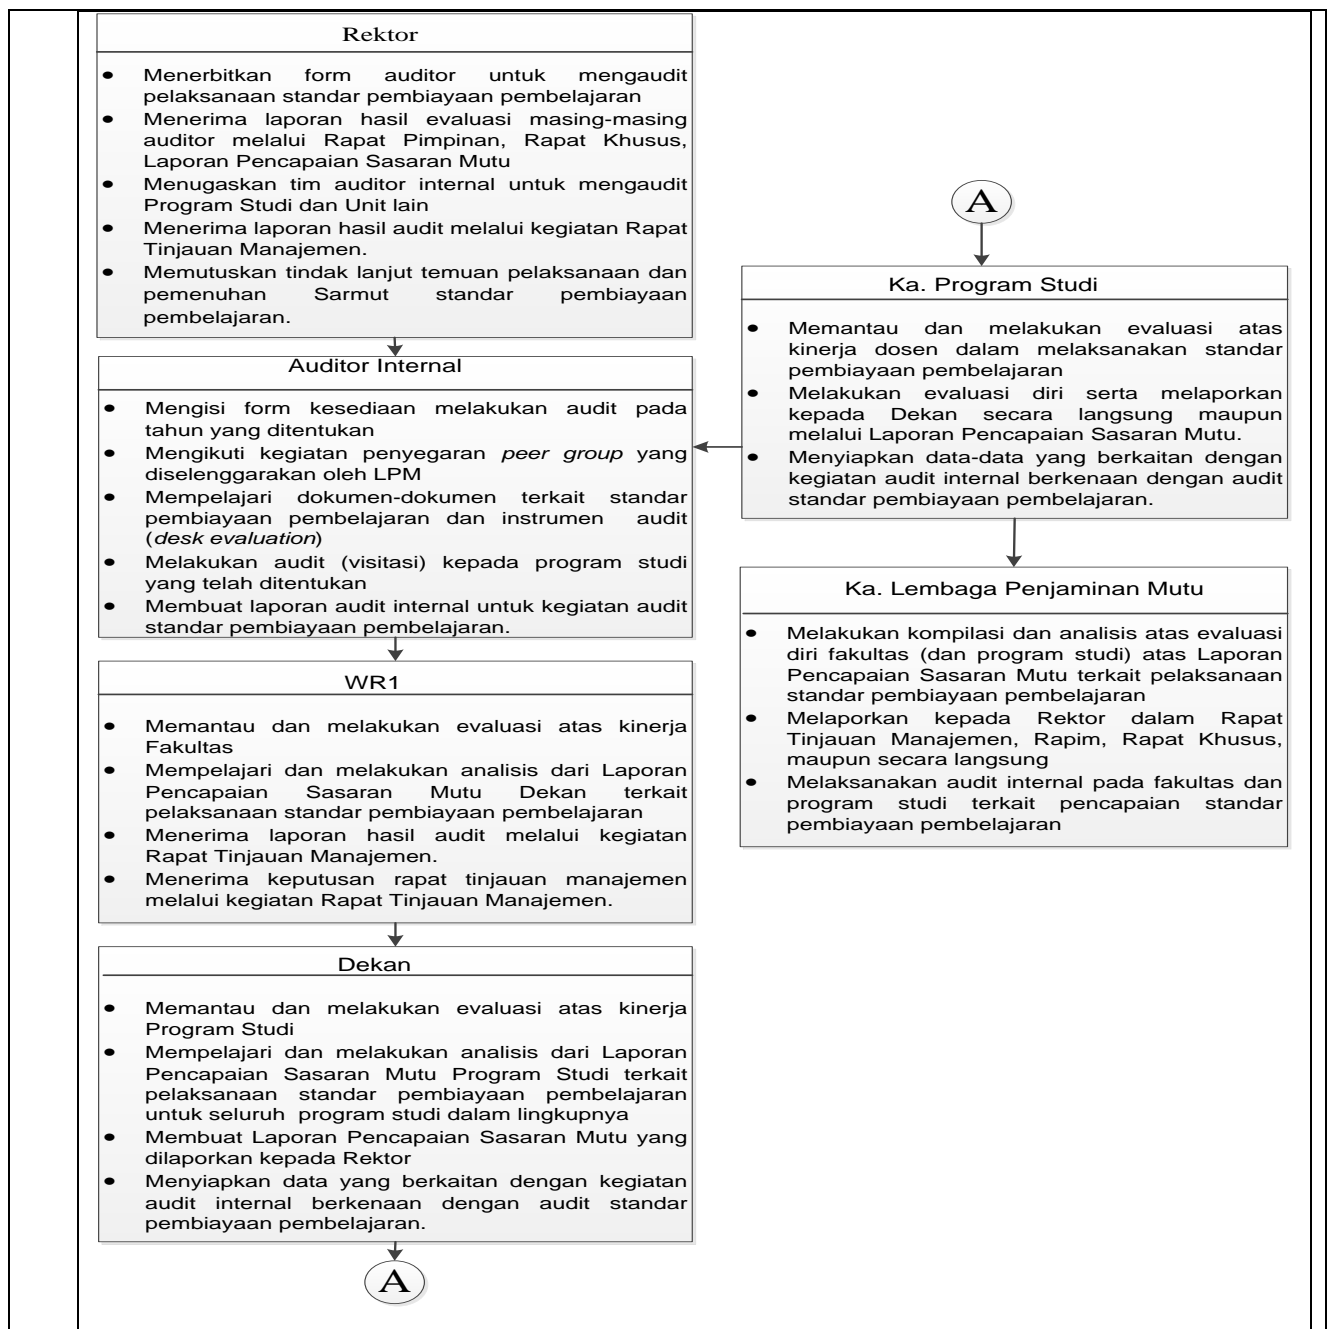 Rektor
• Menerbitkan form auditor untuk mengaudit
pelaksanaan standar pembiayaan pembelajaran
• Menerima laporan hasil evaluasi masing-masing
auditor melalui Rapat Pimpinan, Rapat Khusus,
Laporan Pencapaian Sasaran Mutu
• Menugaskan tim auditor internal untuk mengaudit
Program Studi dan Unit lain
• Menerima laporan hasil audit melalui kegiatan Rapat
Tinjauan Manajemen.
• Memutuskan tindak lanjut temuan pelaksanaan dan
pemenuhan Sarmut standar pembiayaan
pembelajaran.
Auditor Internal
• Mengisi form kesediaan melakukan audit pada
tahun yang ditentukan
• Mengikuti kegiatan penyegaran peer group yang
diselenggarakan oleh LPM
• Mempelajari dokumen-dokumen terkait standar
pembiayaan pembelajaran dan instrumen audit
(desk evaluation)
• Melakukan audit (visitasi) kepada program studi
yang telah ditentukan
• Membuat laporan audit internal untuk kegiatan audit
standar pembiayaan pembelajaran.
WR1
• Memantau dan melakukan evaluasi atas kinerja
Fakultas
• Mempelajari dan melakukan analisis dari Laporan
Pencapaian Sasaran Mutu Dekan terkait
pelaksanaan standar pembiayaan pembelajaran
• Menerima laporan hasil audit melalui kegiatan
Rapat Tinjauan Manajemen.
• Menerima keputusan rapat tinjauan manajemen
melalui kegiatan Rapat Tinjauan Manajemen.
Dekan
• Memantau dan melakukan evaluasi atas kinerja
Program Studi
• Mempelajari dan melakukan analisis dari Laporan
Pencapaian Sasaran Mutu Program Studi terkait
pelaksanaan standar pembiayaan pembelajaran
untuk seluruh program studi dalam lingkupnya
• Membuat Laporan Pencapaian Sasaran Mutu yang
dilaporkan kepada Rektor
• Menyiapkan data yang berkaitan dengan kegiatan
audit internal berkenaan dengan audit standar
pembiayaan pembelajaran.
A
A
Ka. Program Studi
• Memantau dan melakukan evaluasi atas
kinerja dosen dalam melaksanakan standar
pembiayaan pembelajaran
• Melakukan evaluasi diri serta melaporkan
kepada Dekan secara langsung maupun
melalui Laporan Pencapaian Sasaran Mutu.
• Menyiapkan data-data yang berkaitan dengan
kegiatan audit internal berkenaan dengan audit
standar pembiayaan pembelajaran.
Ka. Lembaga Penjaminan Mutu
• Melakukan kompilasi dan analisis atas evaluasi
diri fakultas (dan program studi) atas Laporan
Pencapaian Sasaran Mutu terkait pelaksanaan
standar pembiayaan pembelajaran
• Melaporkan kepada Rektor dalam Rapat
Tinjauan Manajemen, Rapim, Rapat Khusus,
maupun secara langsung
• Melaksanakan audit internal pada fakultas dan
program studi terkait pencapaian standar
pembiayaan pembelajaran